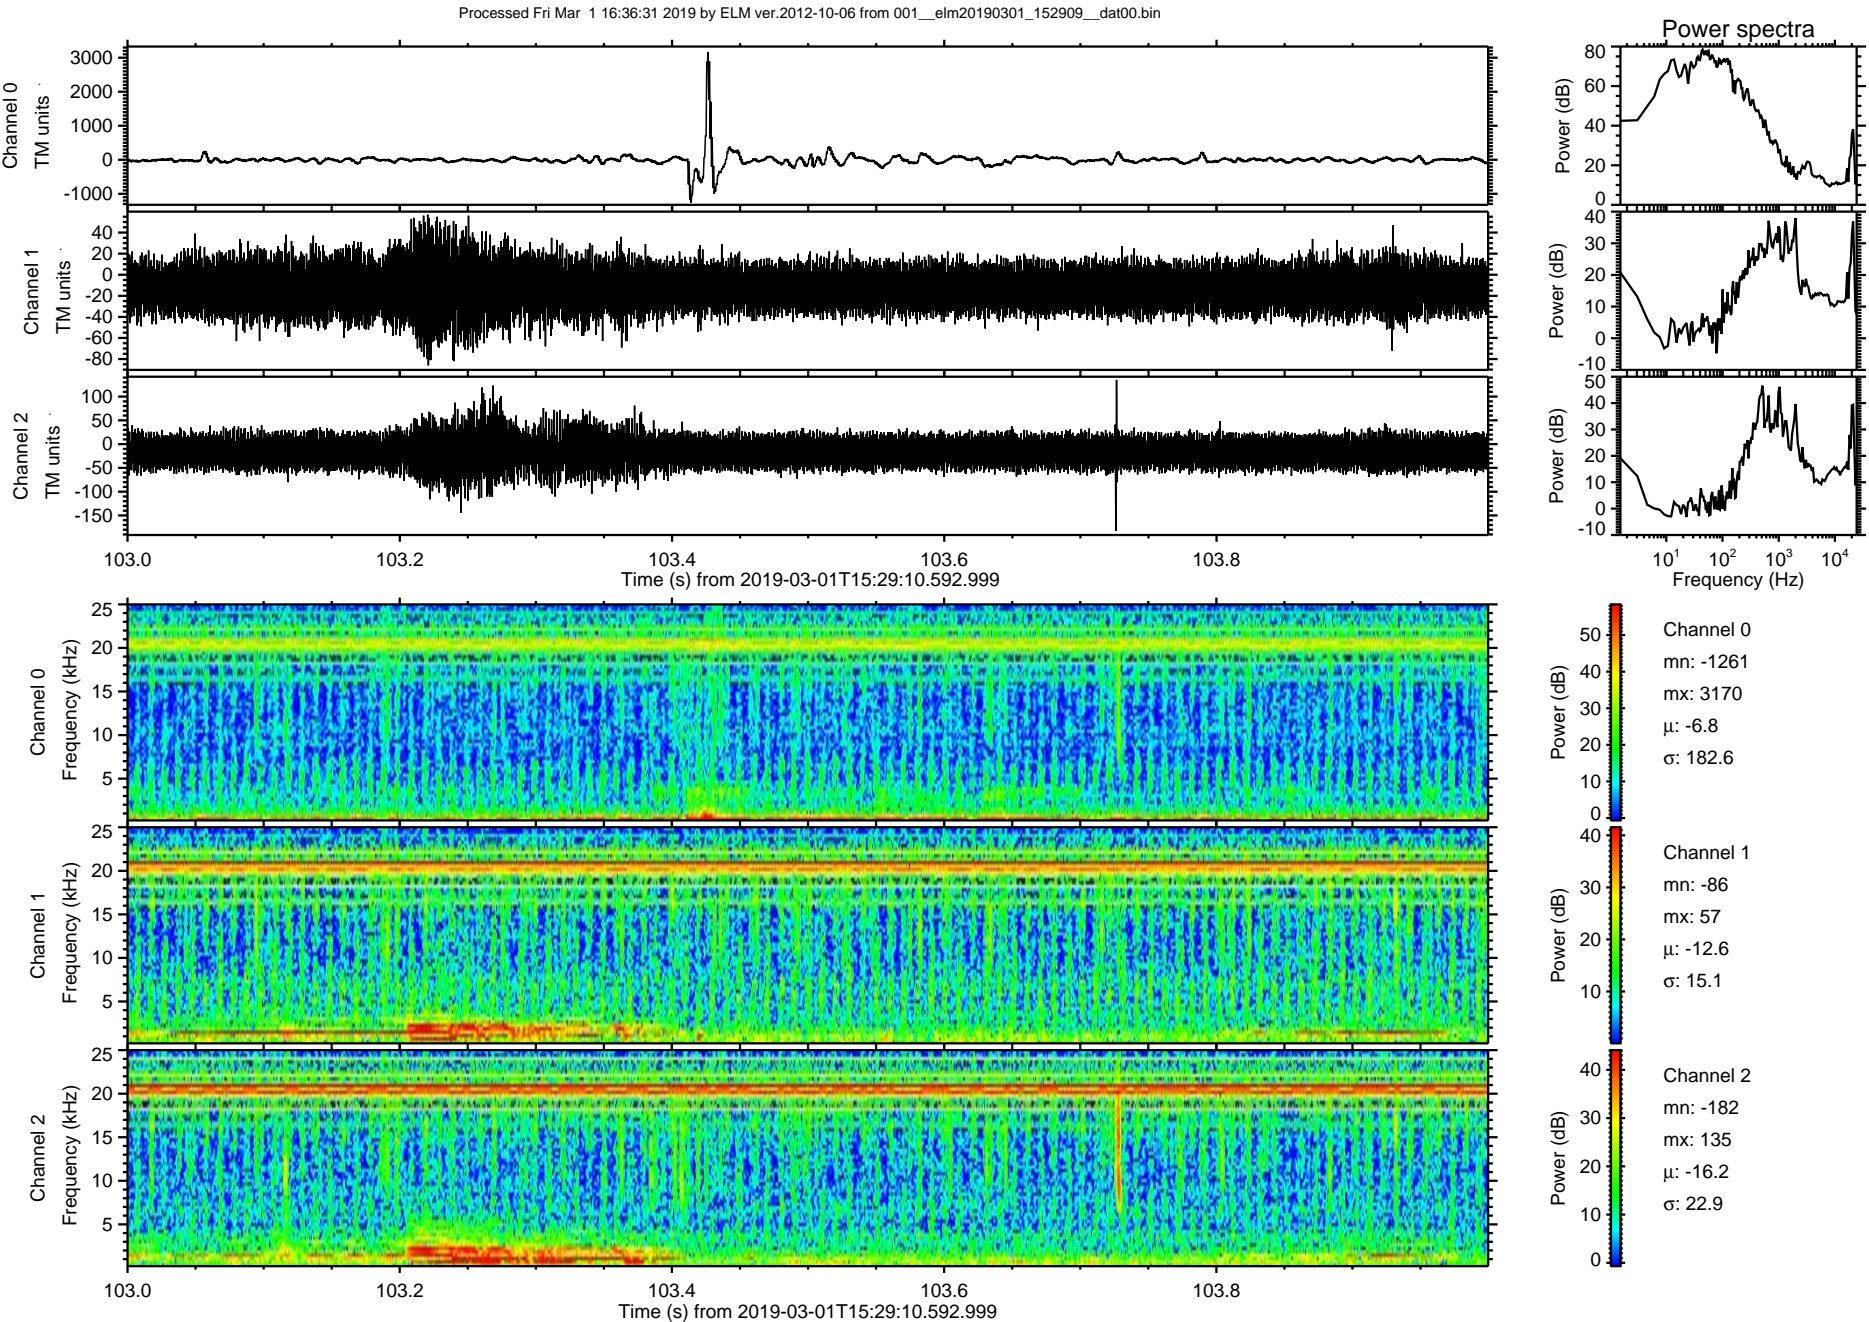 Processed Fri Mar  1 16:36:31 2019 by ELM ver.2012-10-06 from 001__elm20190301_152909__dat00.bin
Power spectra
Channel 0
TM units
3000
2000
1000
0
-1000
Power (dB)
80
60
40
20
0
Channel 1
TM units
40
20
0
-20
-40
-60
-80
Power (dB)
40
30
20
10
0
-10
Channel 2
TM units
100
50
0
-50
-100
-150
Power (dB)
50
40
30
20
10
0
-10
103.0 103.2 103.4 103.6 103.8
Time (s) from 2019-03-01T15:29:10.592.999
10¹ 10² 10³ 10⁴
Frequency (Hz)
Channel 0
Frequency (kHz)
25
20
15
10
5
Power (dB)
50
40
30
20
10
0
Channel 0
mn: -1261
mx: 3170
μ: -6.8
σ: 182.6
Channel 1
Frequency (kHz)
25
20
15
10
5
Power (dB)
40
30
20
10
Channel 1
mn: -86
mx: 57
μ: -12.6
σ: 15.1
Channel 2
Frequency (kHz)
25
20
15
10
5
Power (dB)
40
30
20
10
0
Channel 2
mn: -182
mx: 135
μ: -16.2
σ: 22.9
103.0 103.2 103.4 103.6 103.8
Time (s) from 2019-03-01T15:29:10.592.999